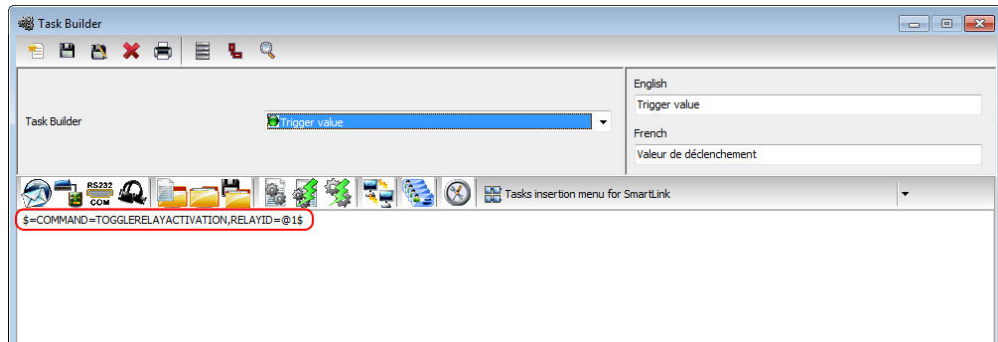 Task Builder
English
Trigger value
Task Builder
Trigger value
French
Valeur de déclenchement
RS232
COM
Tasks insertion menu for SmartLink
$=COMMAND=TOGGLERELAYACTIVATION,RELAYID=@1$